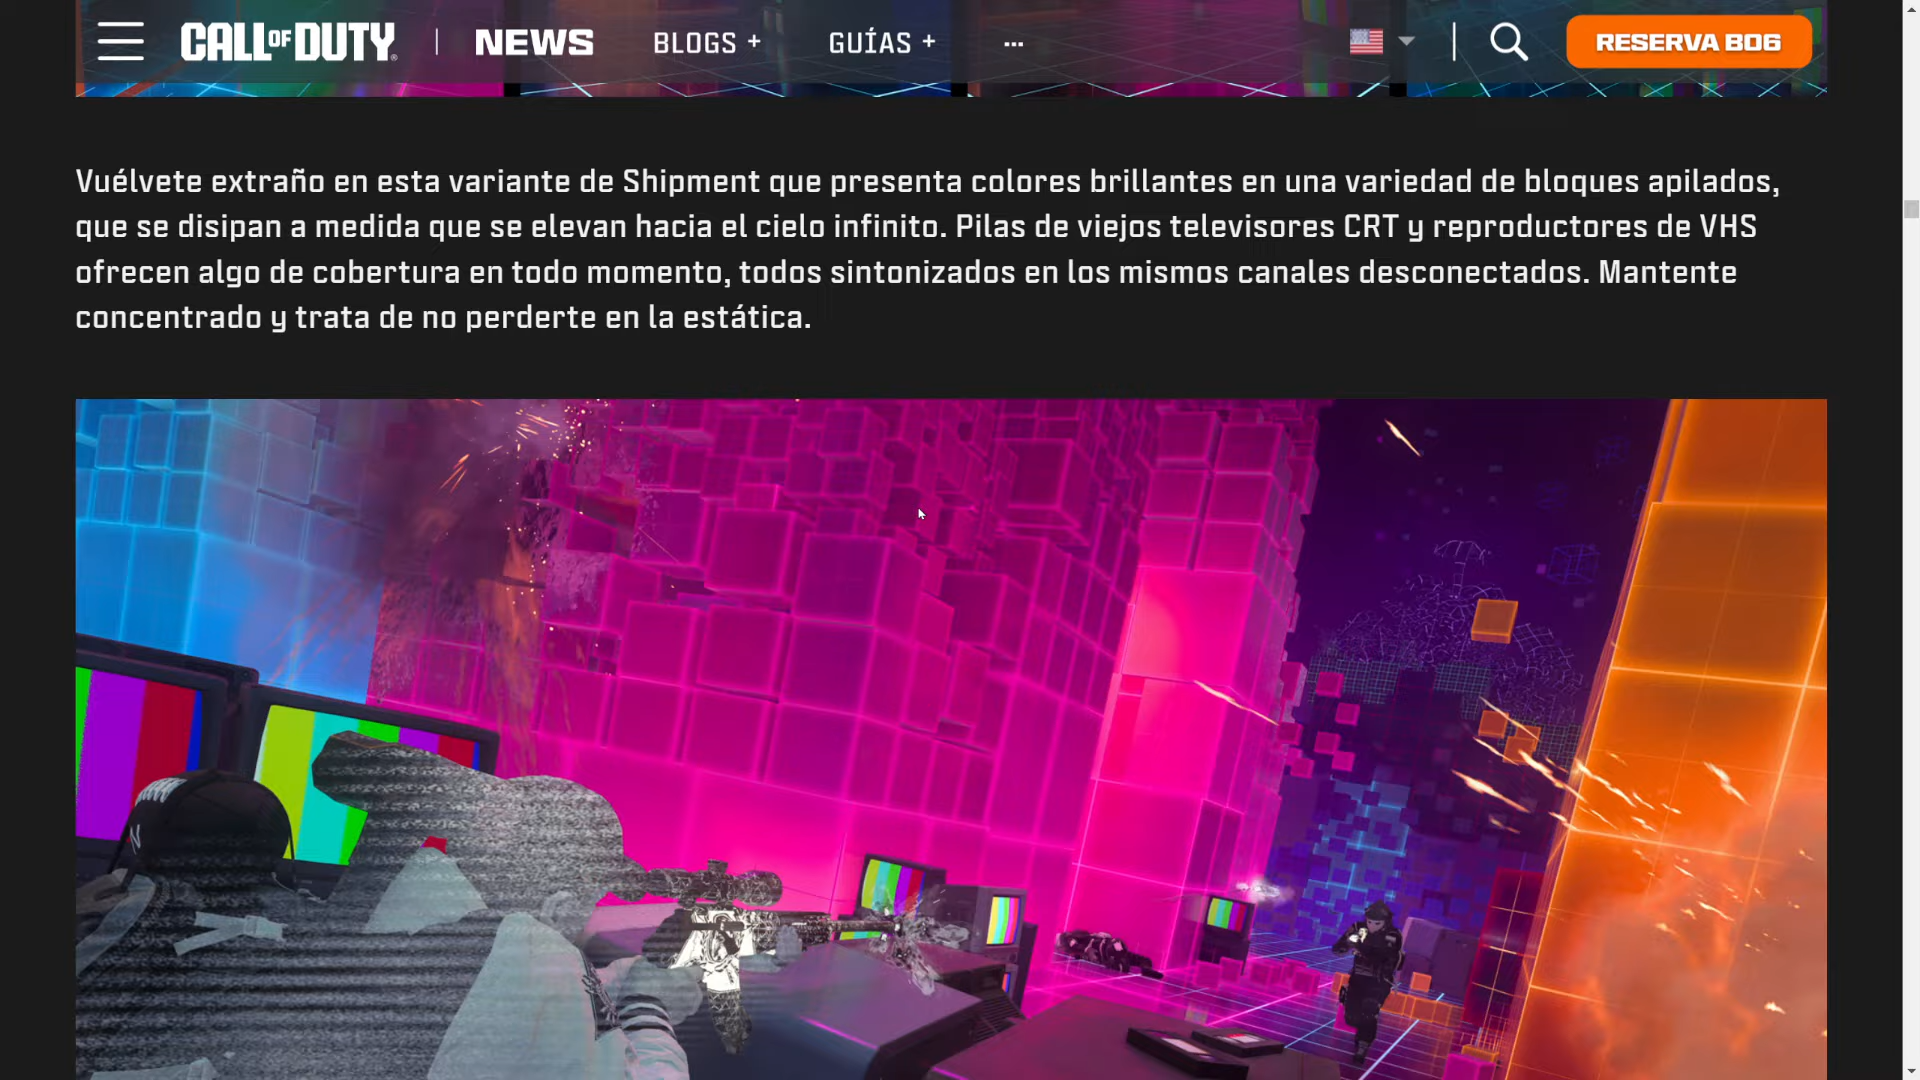 CALL OF DUTY | NEWS BLOGS + GUÍAS + ... RESERVA BO6
Vuélvete extraño en esta variante de Shipment que presenta colores brillantes en una variedad de bloques apilados,
que se disipan a medida que se elevan hacia el cielo infinito. Pilas de viejos televisores CRT y reproductores de VHS
ofrecen algo de cobertura en todo momento, todos sintonizados en los mismos canales desconectados. Mantente
concentrado y trata de no perderte en la estática.